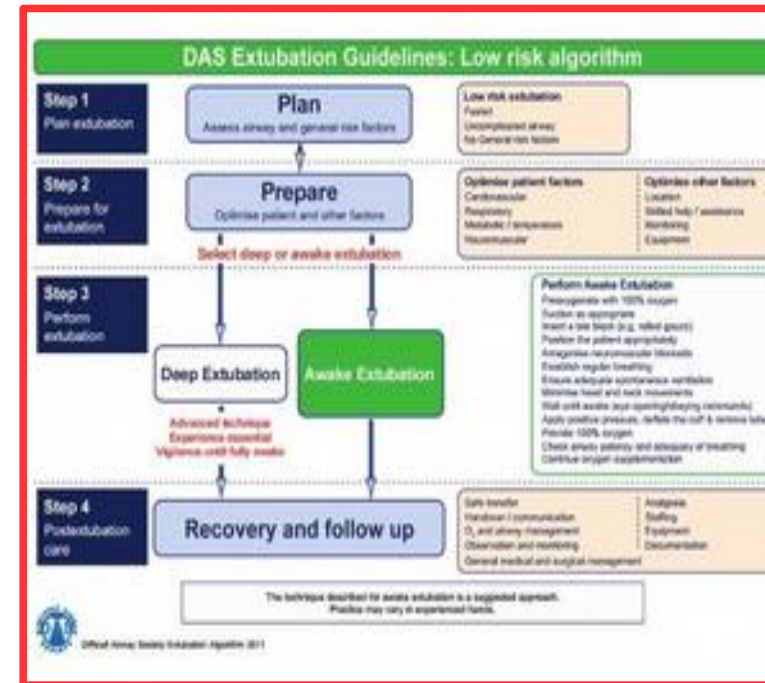 DAS Extubation Guidelines: Low risk algorithm
Step 1
Plan extubation
Plan
Assess airway and general risk factors
Low risk extubation
Fasted
Uncomplicated airway
No General risk factors
Step 2
Prepare for
extubation
Prepare
Optimise patient and other factors
Optimise patient factors
Cardiovascular
Respiratory
Metabolic / temperature
Neuromuscular
Optimise other factors
Location
Skilled help / assistance
Monitoring
Equipment
Select deep or awake extubation
Step 3
Perform
extubation
Deep Extubation
Awake Extubation
Advanced technique
Experience essential
Vigilance until fully awake
Perform Awake Extubation
Preoxygenate with 100% oxygen
Suction as appropriate
Insert a bite block (e.g. rolled gauze)
Position the patient appropriately
Antagonise neuromuscular blockade
Establish regular breathing
Ensure adequate spontaneous ventilation
Minimise head and neck movements
Wait until awake (eye opening/obeying commands)
Apply positive pressure, deflate the cuff & remove tube
Provide 100% oxygen
Check airway patency and adequacy of breathing
Continue oxygen supplementation
Step 4
Postextubation
care
Recovery and follow up
Safe transfer
Handover / communication
O₂ and airway management
Observation and monitoring
General medical and surgical management
Analgesia
Staffing
Equipment
Documentation
The technique described for awake extubation is a suggested approach.
Practice may vary in experienced hands.
Difficult Airway Society Extubation Algorithm 2011